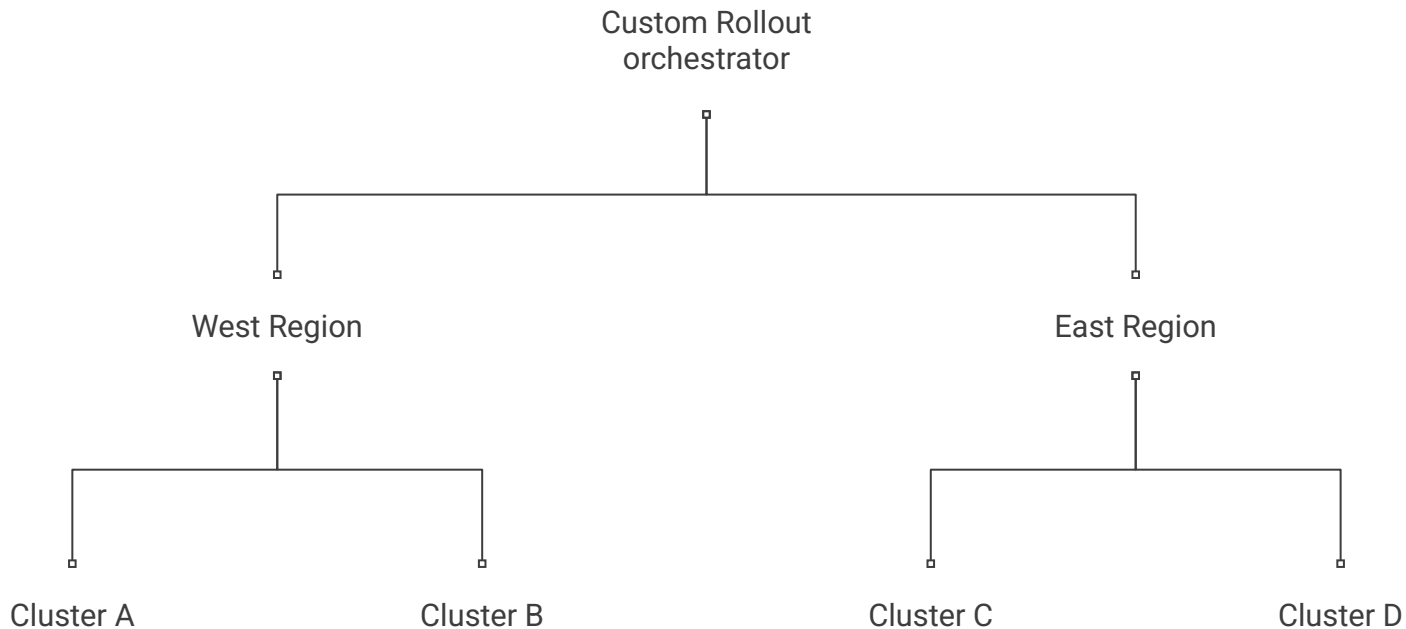 Custom Rollout
orchestrator
West Region
East Region
Cluster A
Cluster B
Cluster C
Cluster D